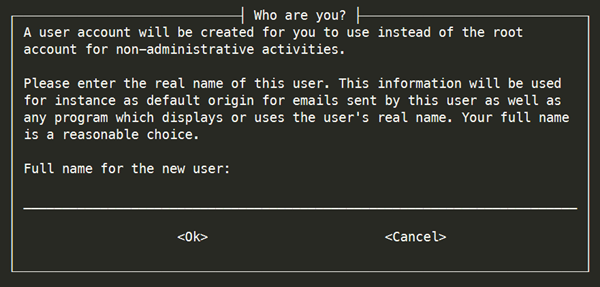 Who are you?
A user account will be created for you to use instead of the root
account for non-administrative activities.
Please enter the real name of this user. This information will be used
for instance as default origin for emails sent by this user as well as
any program which displays or uses the user's real name. Your full name
is a reasonable choice.
Full name for the new user:
<Ok> <Cancel>